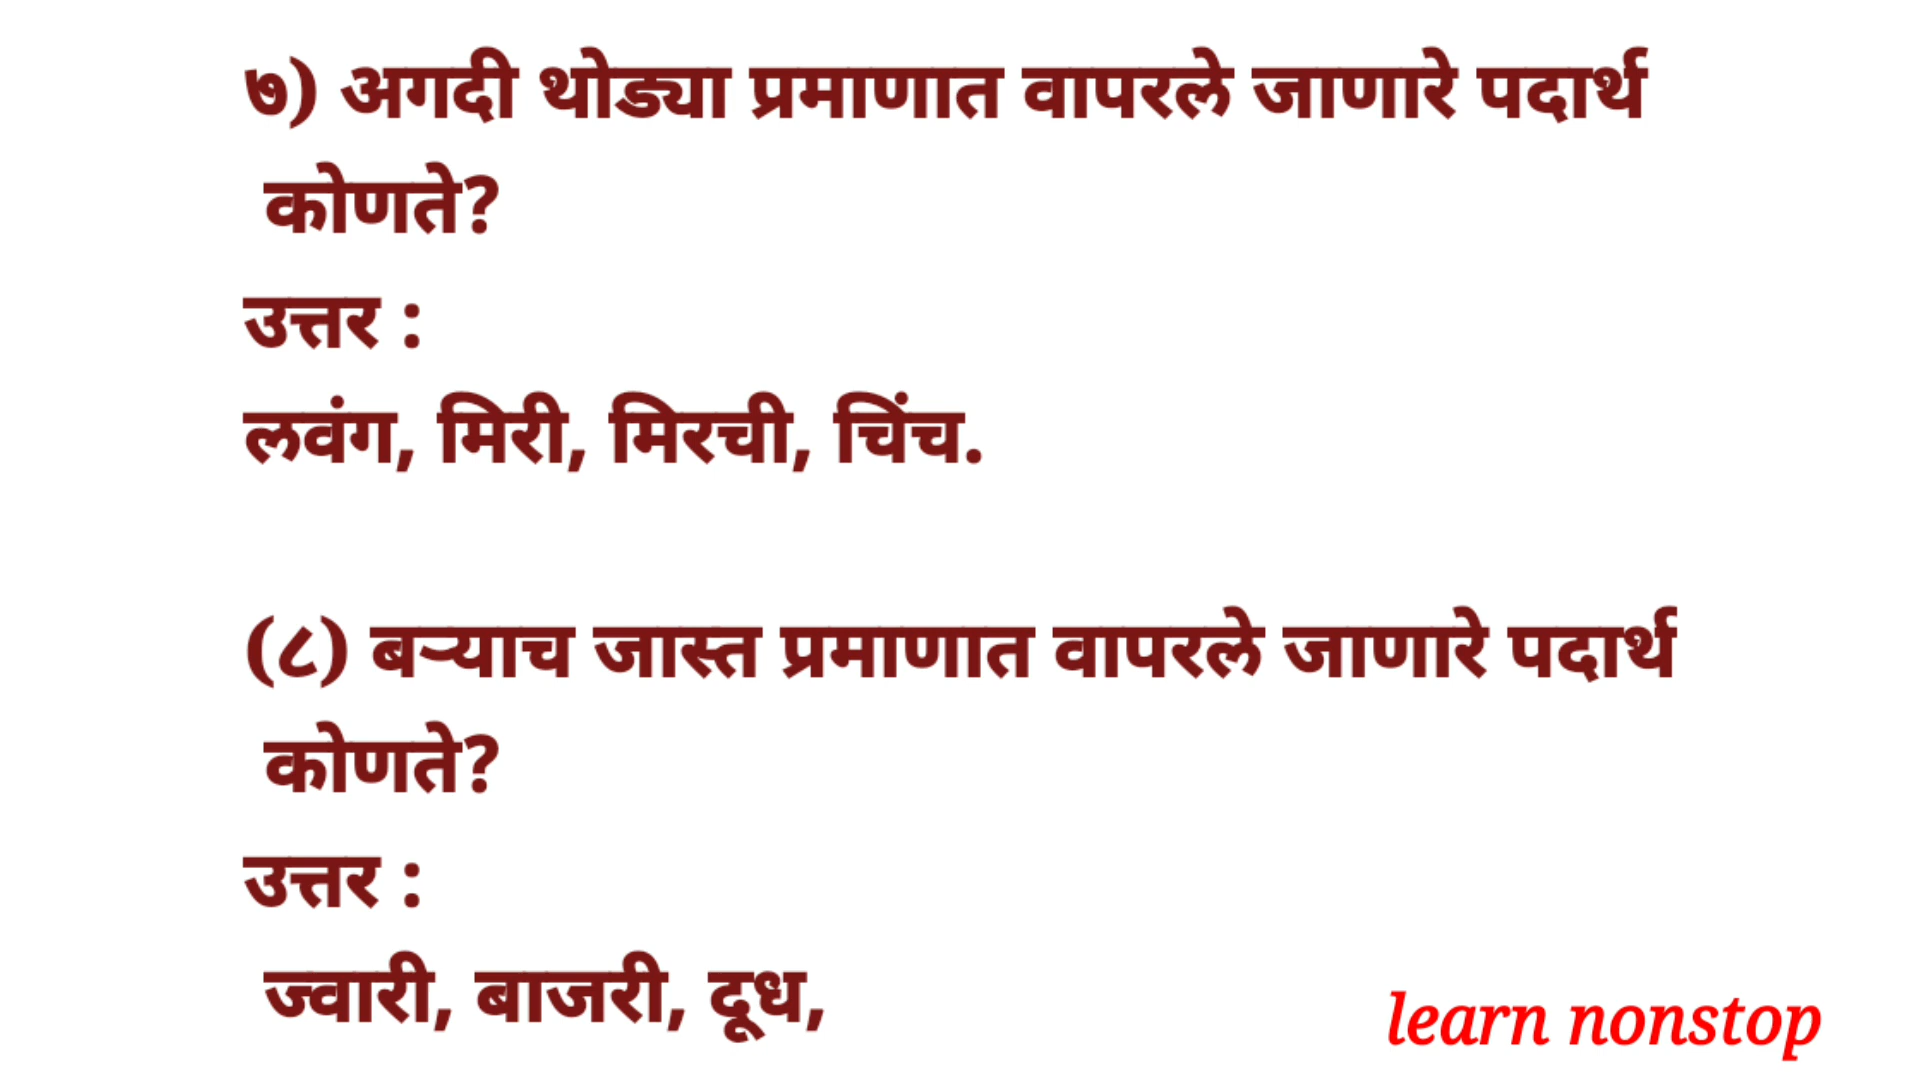 ७) अगदी थोड्या प्रमाणात वापरले जाणारे पदार्थ
कोणते?
उत्तर :
लवंग, मिरी, मिरची, चिंच.
(८) बऱ्याच जास्त प्रमाणात वापरले जाणारे पदार्थ
कोणते?
उत्तर :
ज्वारी, बाजरी, दूध,
learn nonstop